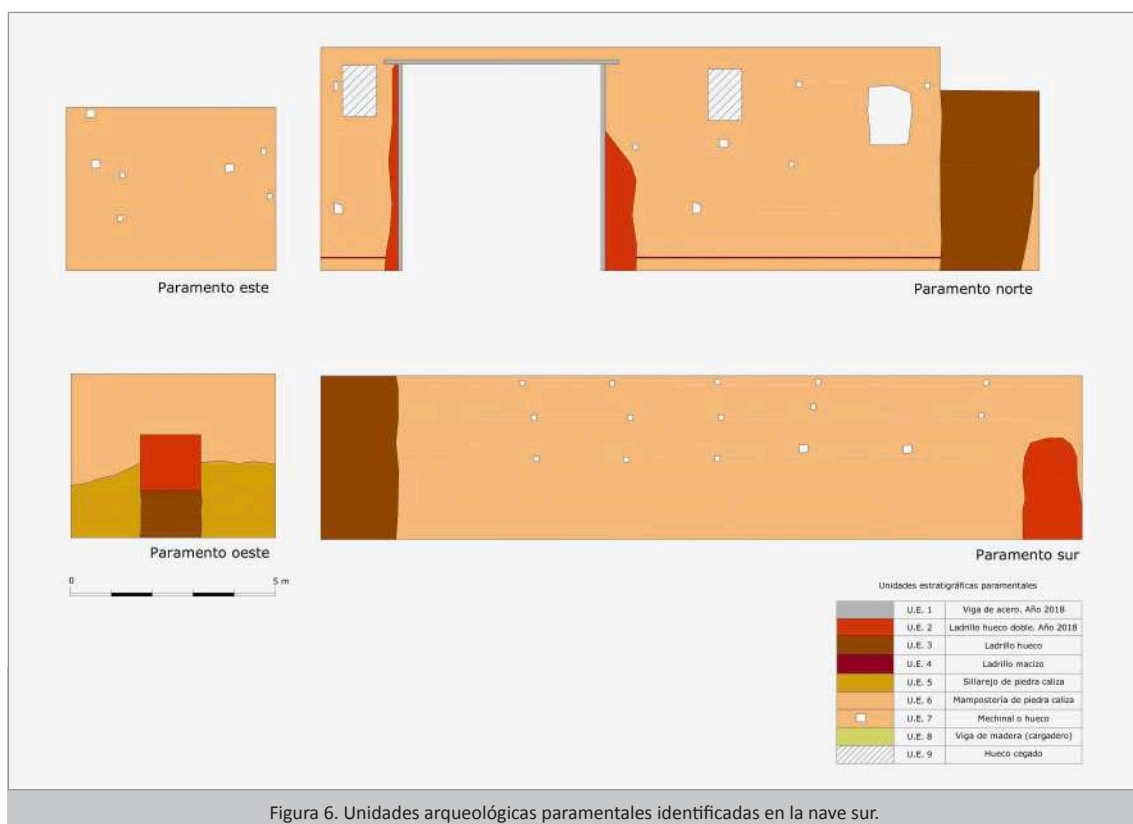 Paramento este
Paramento norte
Paramento oeste
Paramento sur
0 5 m
Unidades estratigráficas paramentales
U.E. 1 Viga de acero. Año 2018
U.E. 2 Ladrillo hueco doble. Año 2018
U.E. 3 Ladrillo hueco
U.E. 4 Ladrillo macizo
U.E. 5 Sillarejo de piedra caliza
U.E. 6 Mampostería de piedra caliza
U.E. 7 Mechinal o hueco
U.E. 8 Viga de madera (cargadero)
U.E. 9 Hueco cegado
Figura 6. Unidades arqueológicas paramentales identificadas en la nave sur.